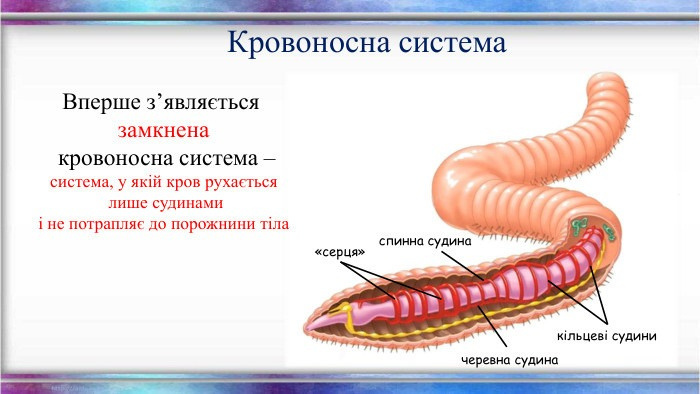 Кровоносна система
Вперше з’являється
замкнена
кровоносна система –
система, у якій кров рухається
лише судинами
і не потрапляє до порожнини тіла
спинна судина
«серця»
кільцеві судини
черевна судина